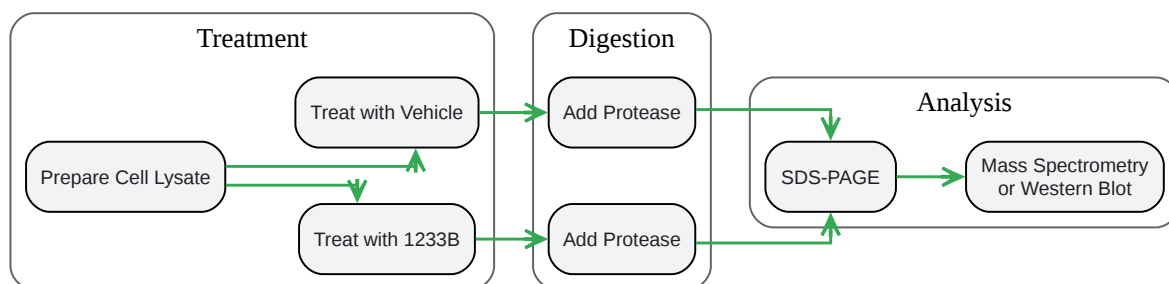 Treatment
Digestion
Analysis
Prepare Cell Lysate
Treat with Vehicle
Treat with 1233B
Add Protease
Add Protease
SDS-PAGE
Mass Spectrometry
or Western Blot